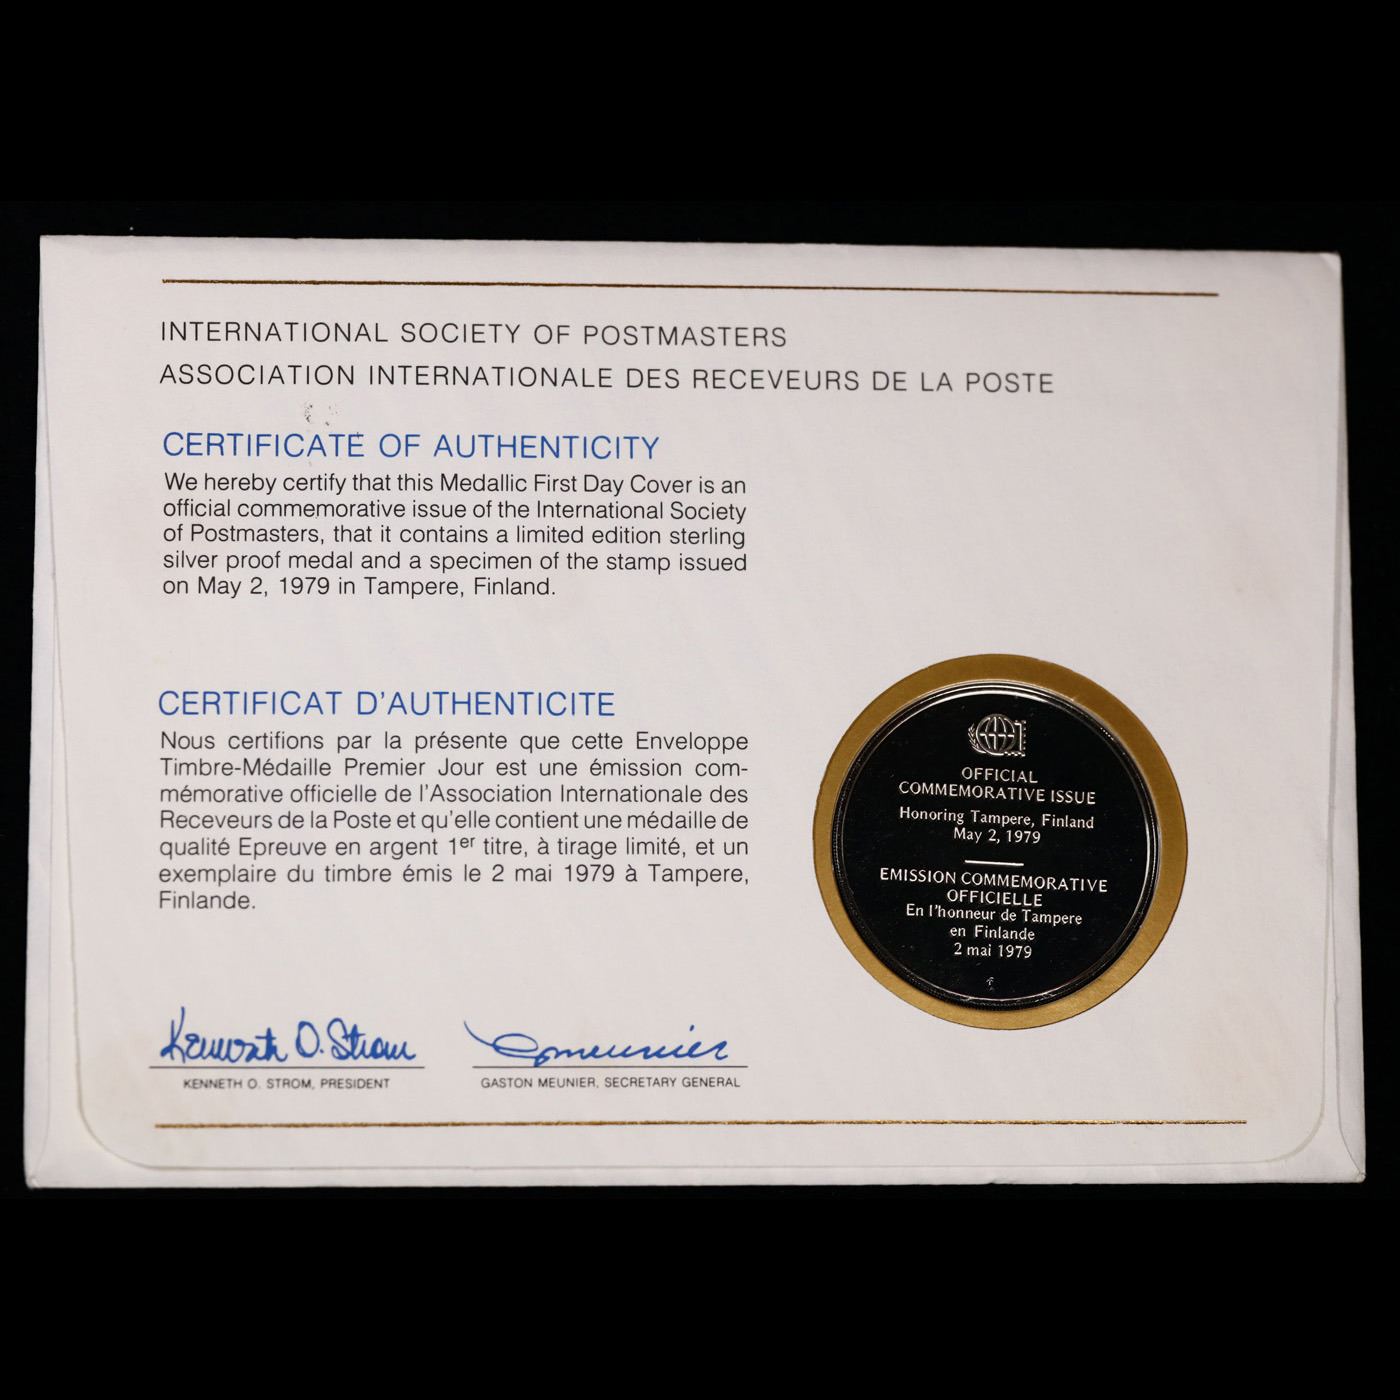 INTERNATIONAL SOCIETY OF POSTMASTERS
ASSOCIATION INTERNATIONALE DES RECEVEURS DE LA POSTE
CERTIFICATE OF AUTHENTICITY
We hereby certify that this Medallic First Day Cover is an
official commemorative issue of the International Society
of Postmasters, that it contains a limited edition sterling
silver proof medal and a specimen of the stamp issued
on May 2, 1979 in Tampere, Finland.
CERTIFICAT D'AUTHENTICITE
Nous certifions par la présente que cette Enveloppe
Timbre-Médaille Premier Jour est une émission com-
mémorative officielle de l'Association Internationale des
Receveurs de la Poste et qu'elle contient une médaille de
qualité Epreuve en argent 1er titre, à tirage limité, et un
exemplaire du timbre émis le 2 mai 1979 à Tampere,
Finlande.
Kenneth O. Strom
KENNETH O. STROM, PRESIDENT
Gmeunier
GASTON MEUNIER, SECRETARY GENERAL
OFFICIAL
COMMEMORATIVE ISSUE
Honoring Tampere, Finland
May 2, 1979
EMISSION COMMEMORATIVE
OFFICIELLE
En l'honneur de Tampere
en Finlande
2 mai 1979